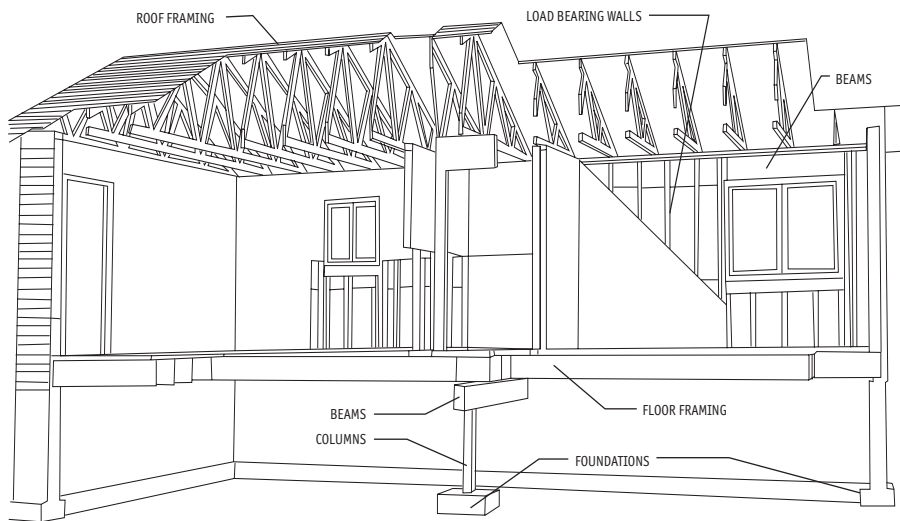 ROOF FRAMING
LOAD BEARING WALLS
BEAMS
BEAMS
FLOOR FRAMING
COLUMNS
FOUNDATIONS